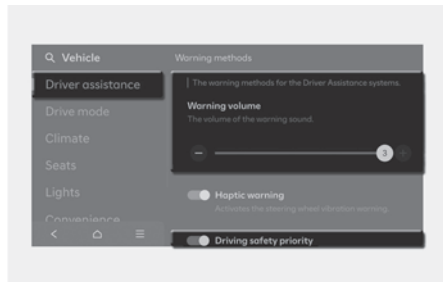 Vehicle
Warning methods
Driver assistance
The warning methods for the Driver Assistance systems.
Warning volume
The volume of the warning sound.
Drive mode
3
Climate
Seats
Lights
Haptic warning
Activates the steering wheel vibration warning.
Convenience
Driving safety priority